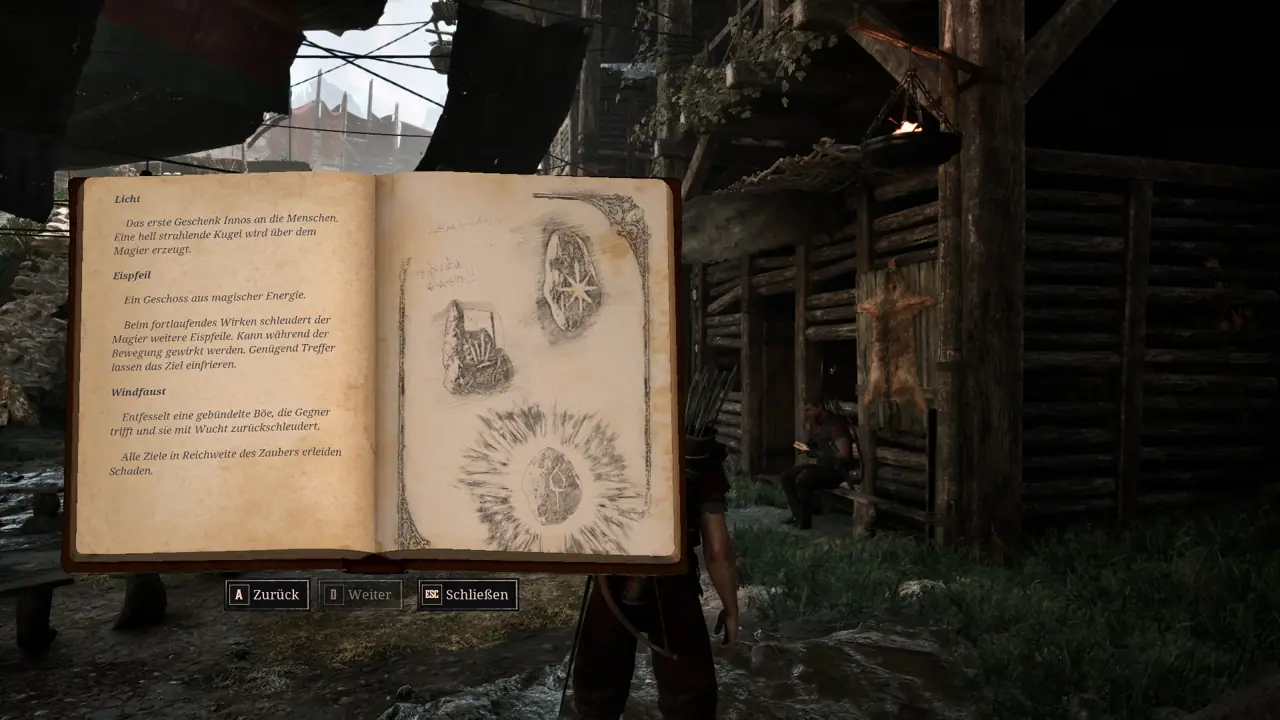 Licht
Das erste Geschenk Innos an die Menschen.
Eine hell strahlende Kugel wird über dem
Magier erzeugt.
Eispfeil
Ein Geschoss aus magischer Energie.
Beim fortlaufendes Wirken schleudert der
Magier weitere Eispfeile. Kann während der
Bewegung gewirkt werden. Genügend Treffer
lassen das Ziel einfrieren.
Windfaust
Entfesselt eine gebündelte Böe, die Gegner
trifft und sie mit Wucht zurückschleudert.
Alle Ziele in Reichweite des Zaubers erleiden
Schaden.
A Zurück D Weiter ESC Schließen